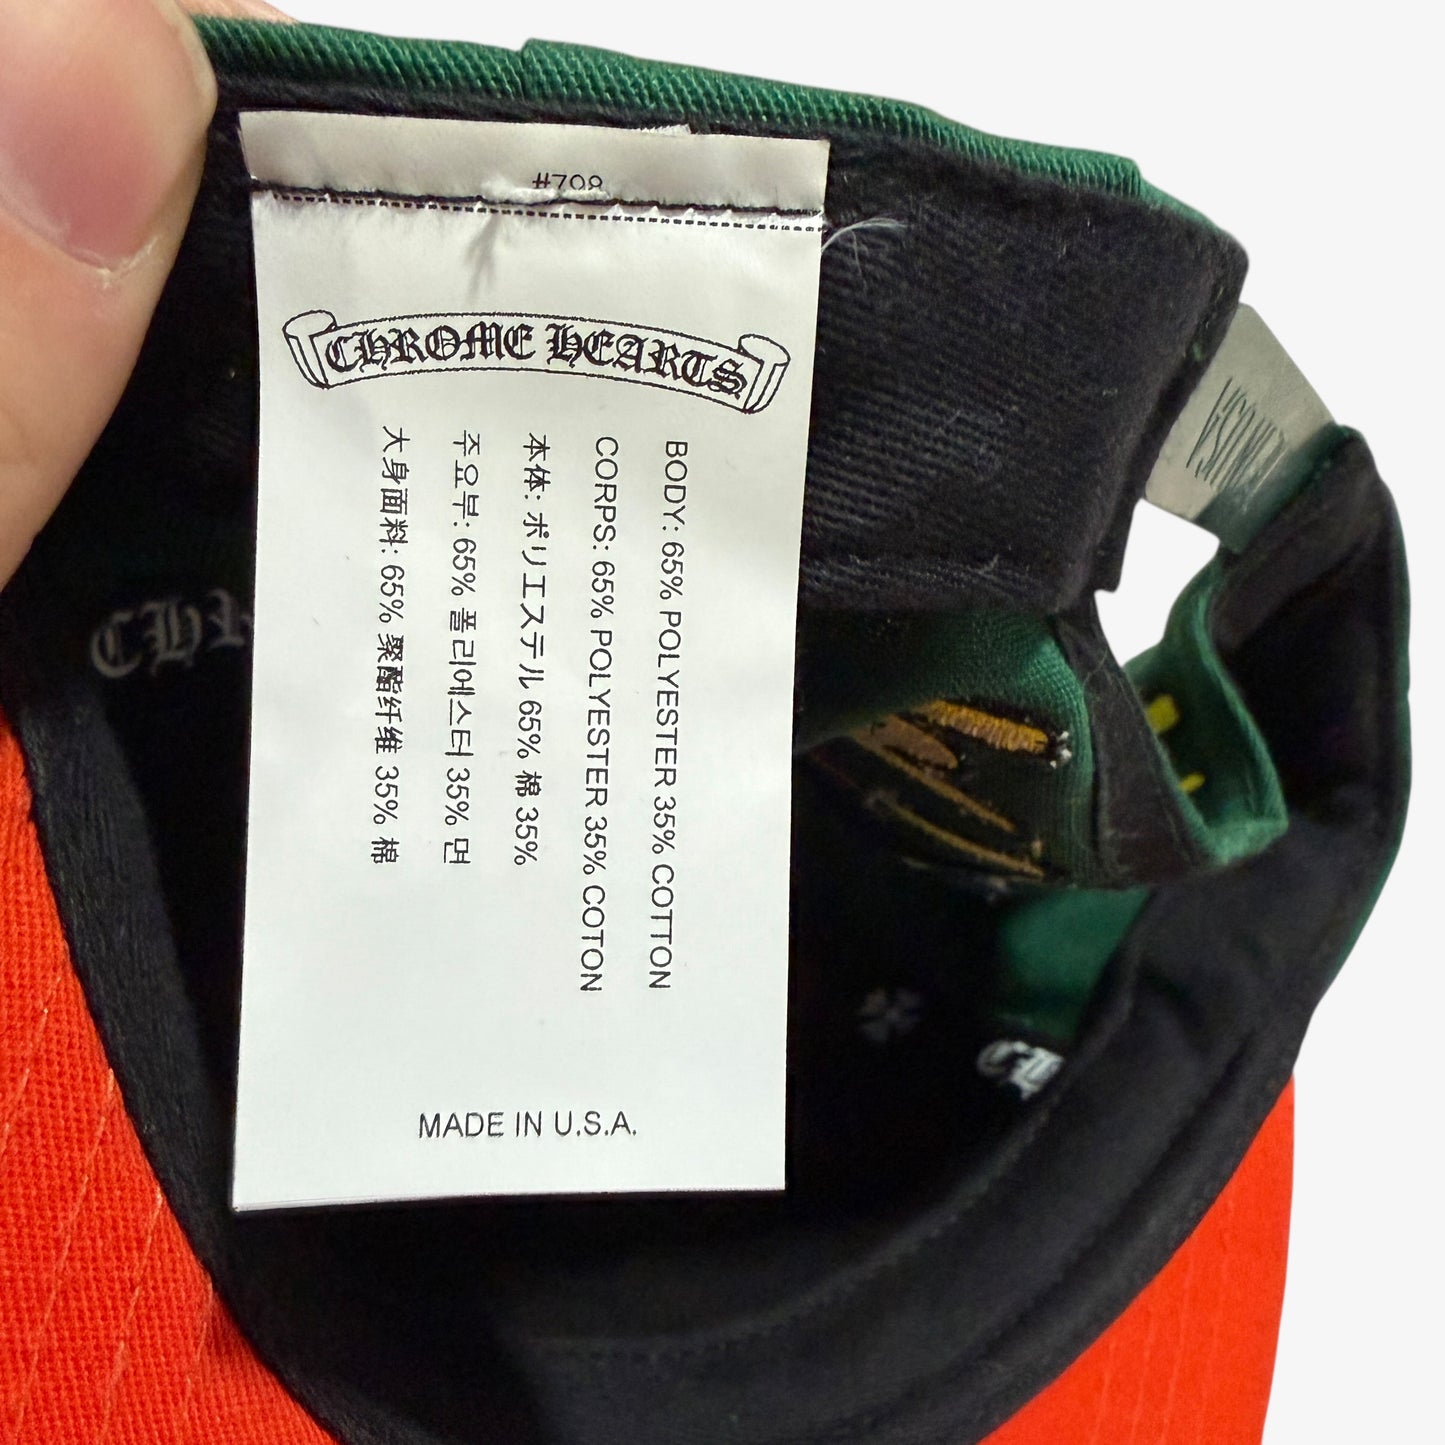 #708
CHROME HEARTS
BODY: 65% POLYESTER 35% COTTON
CORPS: 65% POLYESTER 35% COTON
本体: ポリエステル 65% 棉 35%
주요부: 65% 폴리에스터 35% 면
大身面料: 65% 聚酯纤维 35% 棉
MADE IN U.S.A.